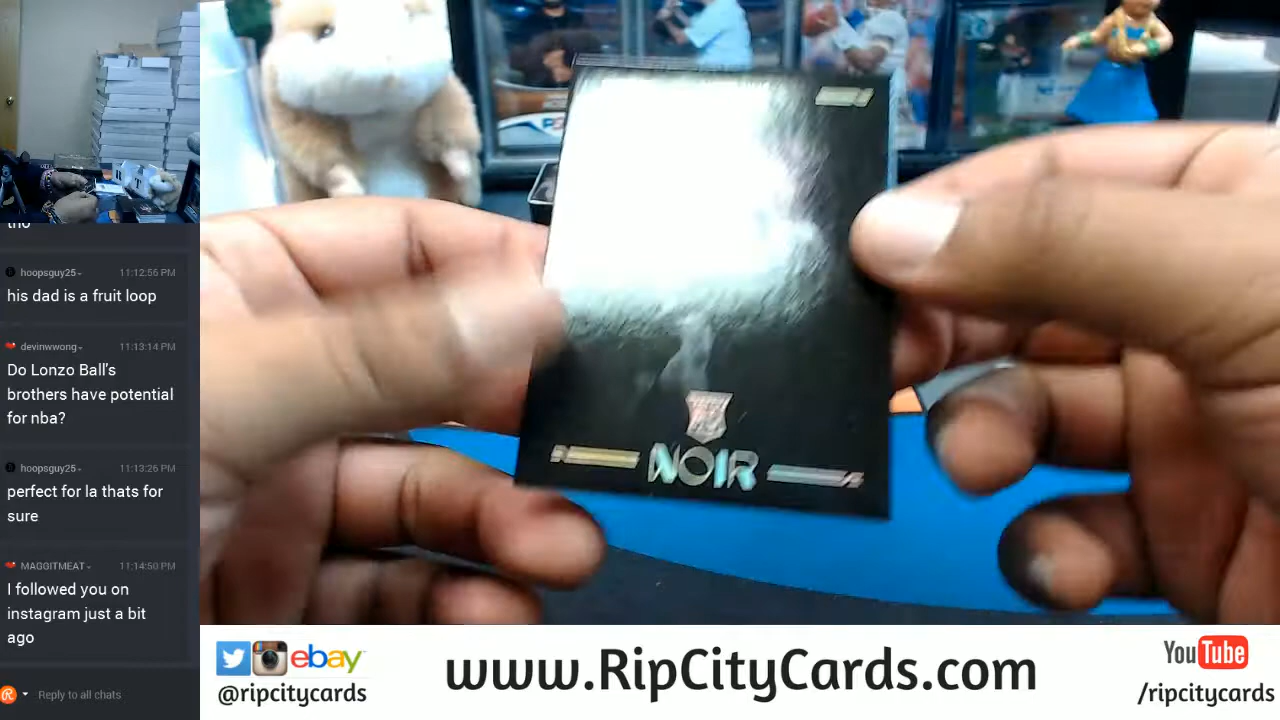 tho
hoopsguy25
11:12:56 PM
his dad is a fruit loop
devinwwong
11:13:14 PM
Do Lonzo Ball's
brothers have potential
for nba?
hoopsguy25
11:13:26 PM
perfect for la thats for
sure
MAGGITMEAT
11:14:50 PM
I followed you on
instagram just a bit
ago
Reply to all chats
NOIR
ebay
@ripcitycards
www.RipCityCards.com
YouTube
/ripcitycards